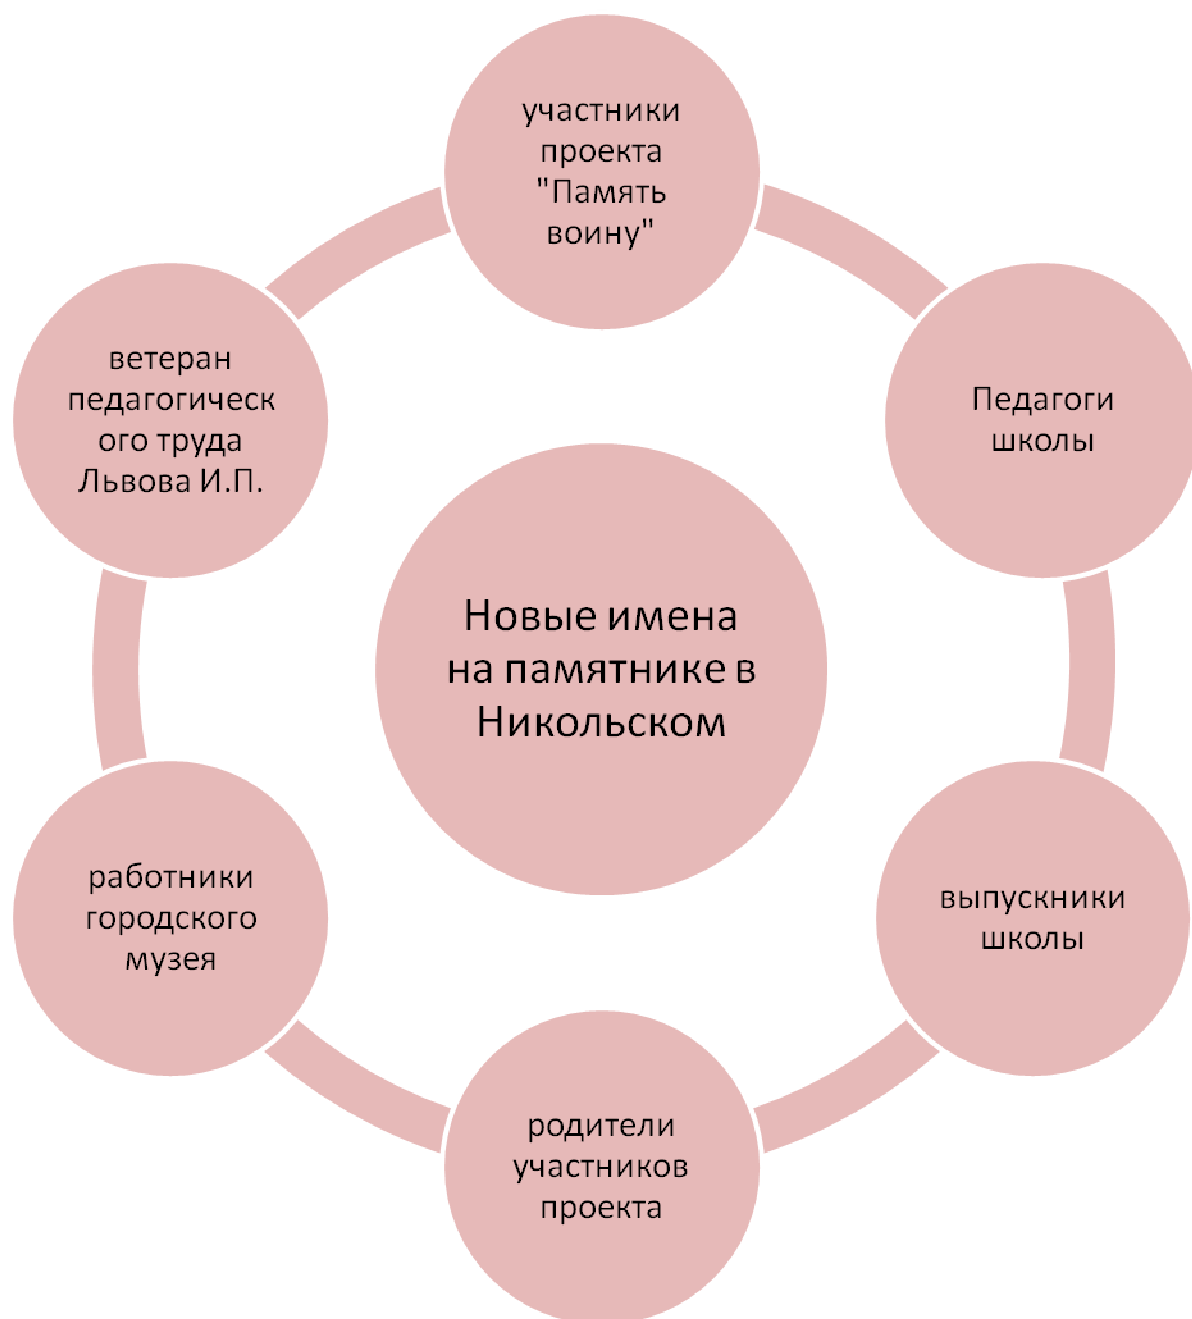 участники
проекта
"Память
воину"
Педагоги
школы
выпускники
школы
родители
участников
проекта
работники
городского
музея
ветеран
педагогическ
ого труда
Львова И.П.
Новые имена
на памятнике в
Никольском